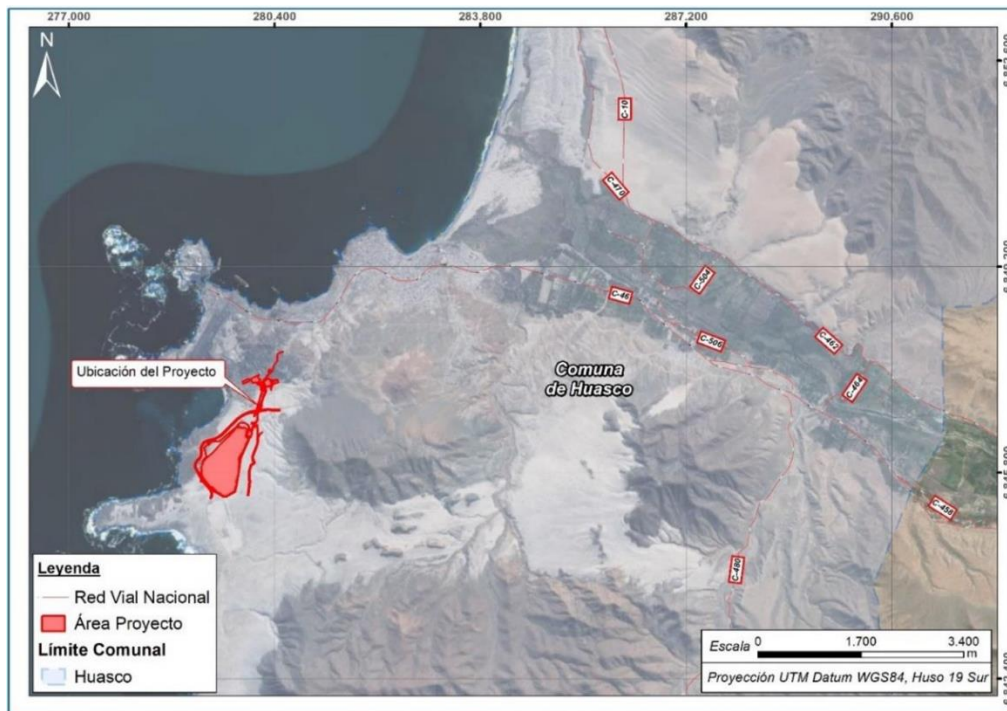 277.000 280.400 283.800 287.200 290.600
N
C-10
C-470
C-504
C-46
C-506
C-462
Ubicación del Proyecto
Comuna
de Huasco
C-464
C-456
C-480
Leyenda
Red Vial Nacional
Área Proyecto
Límite Comunal
Huasco
Escala 0 1.700 3.400
m
Proyección UTM Datum WGS84, Huso 19 Sur